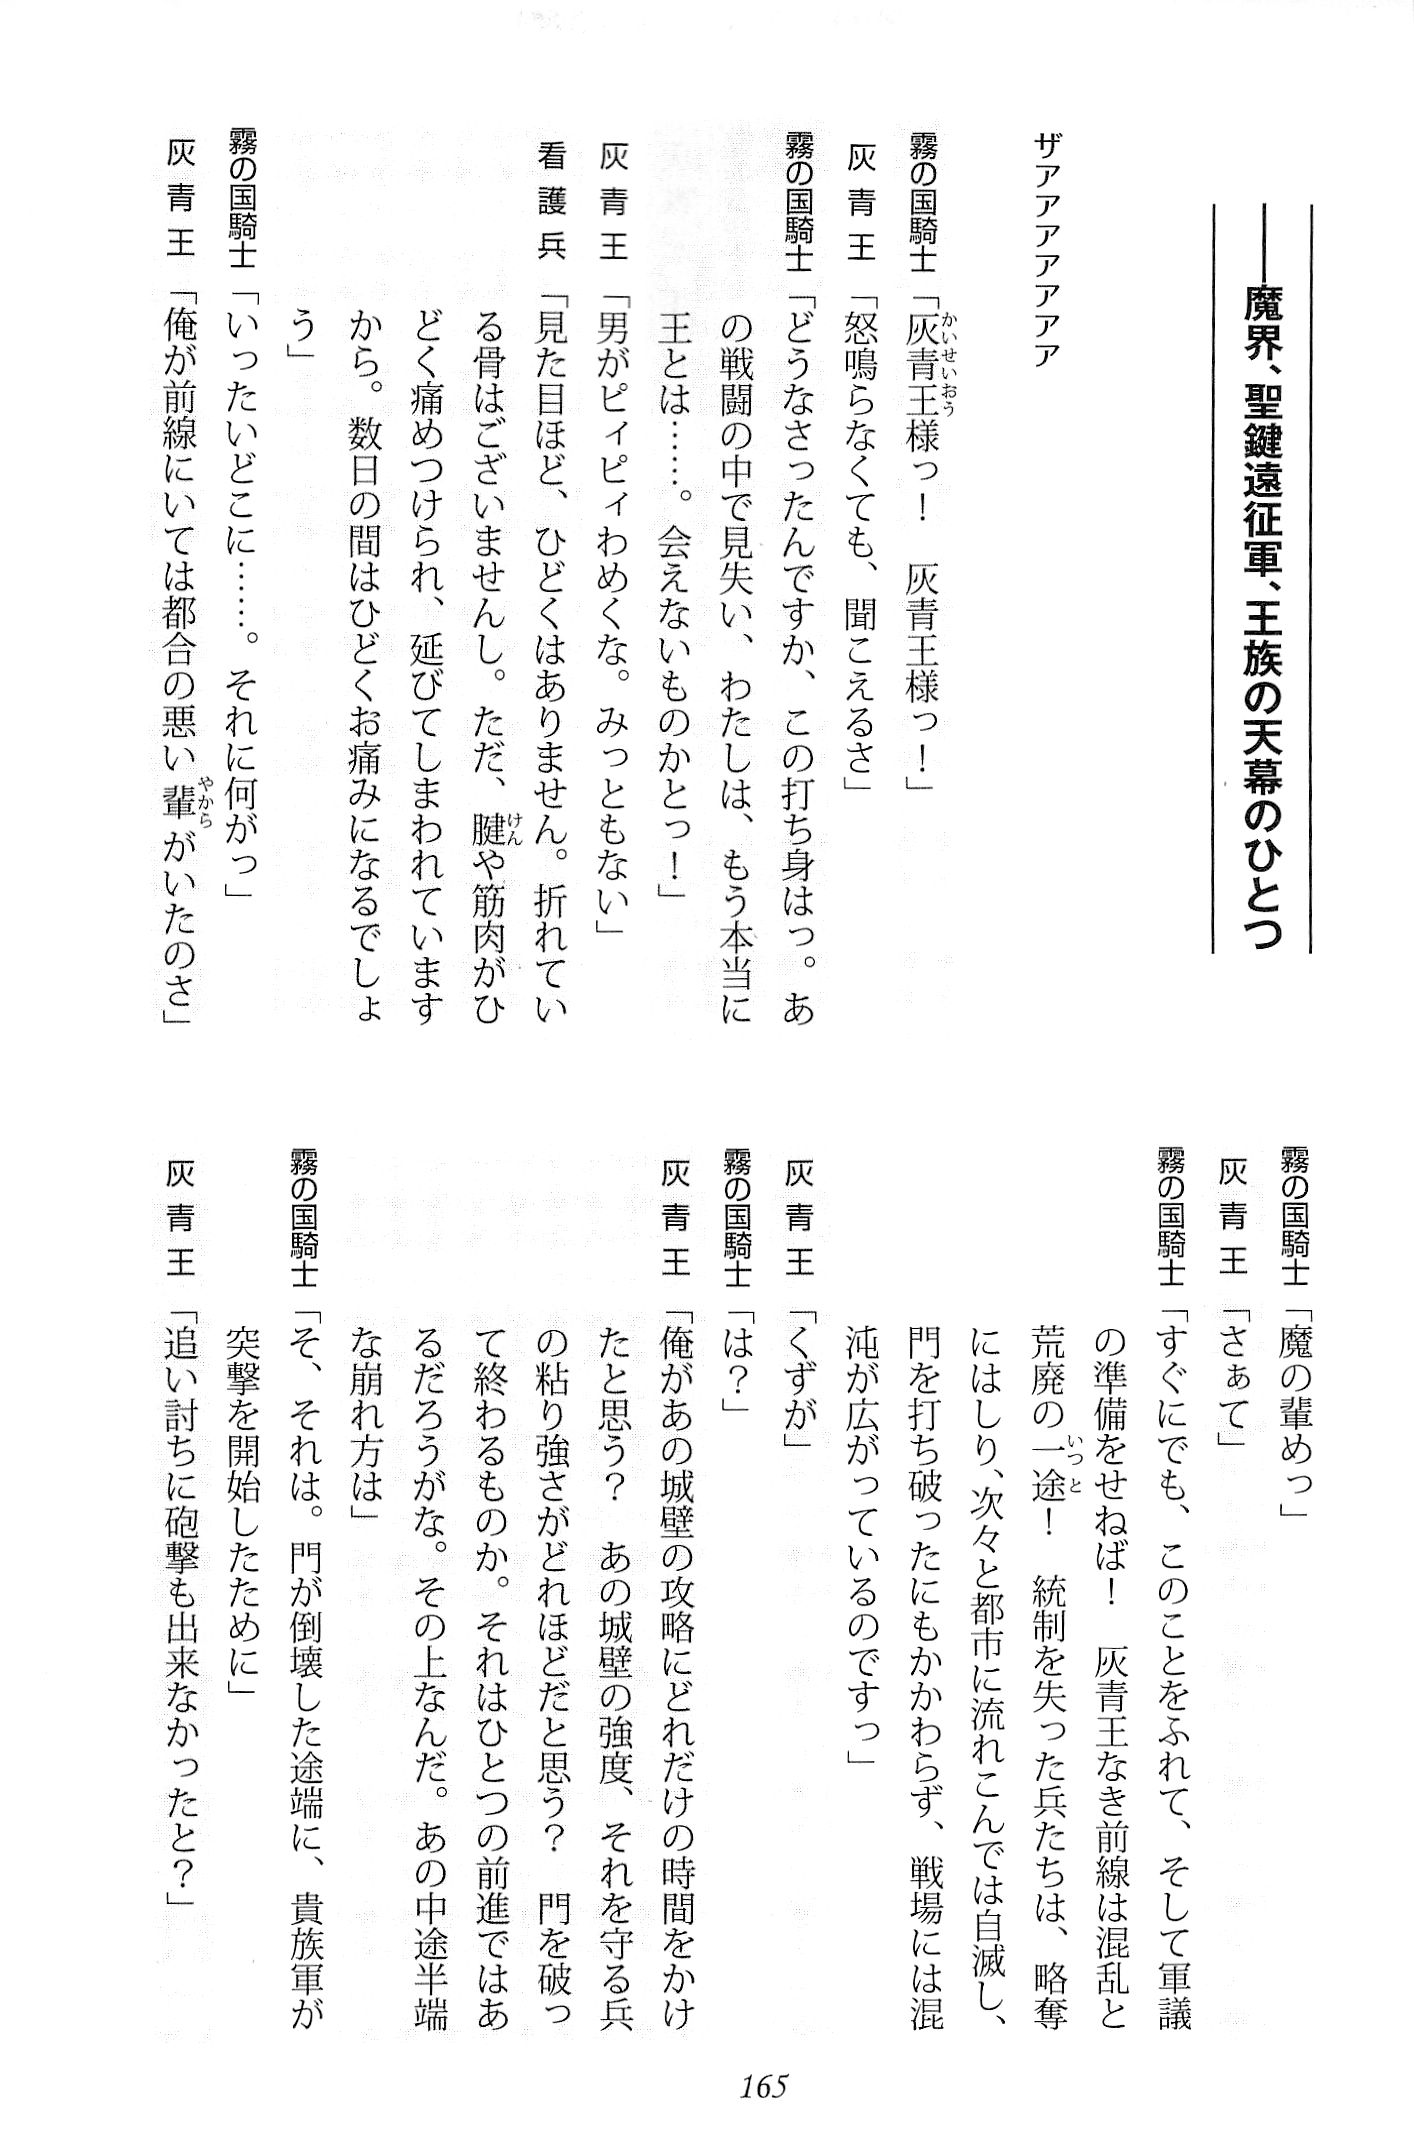 ――魔界、聖鍵遠征軍、王族の天幕のひとつ
ザァァァァァァァ
霧の国騎士「灰青王様っ！　灰青王様っ！」
灰青王「怒鳴らなくても、聞こえるさ」
霧の国騎士「どうなさったんですか、この打ち身はっ。あ
の戦闘の中で見失い、わたしは、もう本当に
王とは……。会えないものかとっ！」
灰青王「男がピィピィわめくな。みっともない」
看護兵「見た目ほど、ひどくはありません。折れてい
る骨はございませんし。ただ、腱や筋肉がひ
どく痛めつけられ、延びてしまわれています
から。数日の間はひどくお痛みになるでしょ
う」
霧の国騎士「いったいどこに……。それに何がっ」
灰青王「俺が前線にいては都合の悪い輩がいたのさ」
霧の国騎士「魔の輩めっ」
灰青王「さぁて」
霧の国騎士「すぐにでも、このことをふれて、そして軍議
の準備をせねば！　灰青王なき前線は混乱と
荒廃の一途！　統制を失った兵たちは、略奪
にはしり、次々と都市に流れこんでは自滅し、
門を打ち破ったにもかかわらず、戦場には混
沌が広がっているのですっ」
灰青王「くずが」
霧の国騎士「は？」
灰青王「俺があの城壁の攻略にどれだけの時間をかけ
たと思う？　あの城壁の強度、それを守る兵
の粘り強さがどれほどだと思う？　門を破っ
て終わるものか。それはひとつの前進ではあ
るだろうがな。その上なんだ。あの中途半端
な崩れ方は」
霧の国騎士「そ、それは。門が倒壊した途端に、貴族軍が
突撃を開始したために」
灰青王「追い討ちに砲撃も出来なかったと？」
165